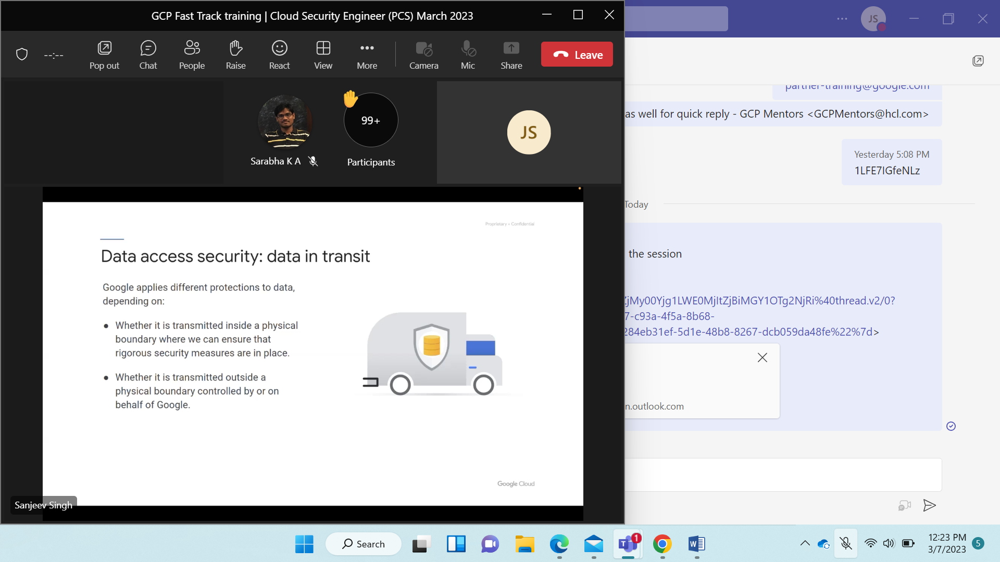 GCP Fast Track training | Cloud Security Engineer (PCS) March 2023
--:--
Pop out
Chat
People
Raise
React
View
More
Camera
Mic
Share
Leave
Sarabha K A
99+
Participants
JS
Proprietary + Confidential
Data access security: data in transit
Google applies different protections to data,
depending on:
● Whether it is transmitted inside a physical
boundary where we can ensure that
rigorous security measures are in place.
● Whether it is transmitted outside a
physical boundary controlled by or on
behalf of Google.
Google Cloud
Sanjeev Singh
JS
partner-training@google.com
as well for quick reply - GCP Mentors <GCPMentors@hcl.com>
Yesterday 5:08 PM
1LFE7IGfeNLz
Today
the session
jMy00Yjg1LWE0MjItZjBiMGY1OTg2NjRi%40thread.v2/0?
7-c93a-4f5a-8b68-
284eb31ef-5d1e-48b8-8267-dcb059da48fe%22%7d>
n.outlook.com
Search
1
12:23 PM
3/7/2023
5